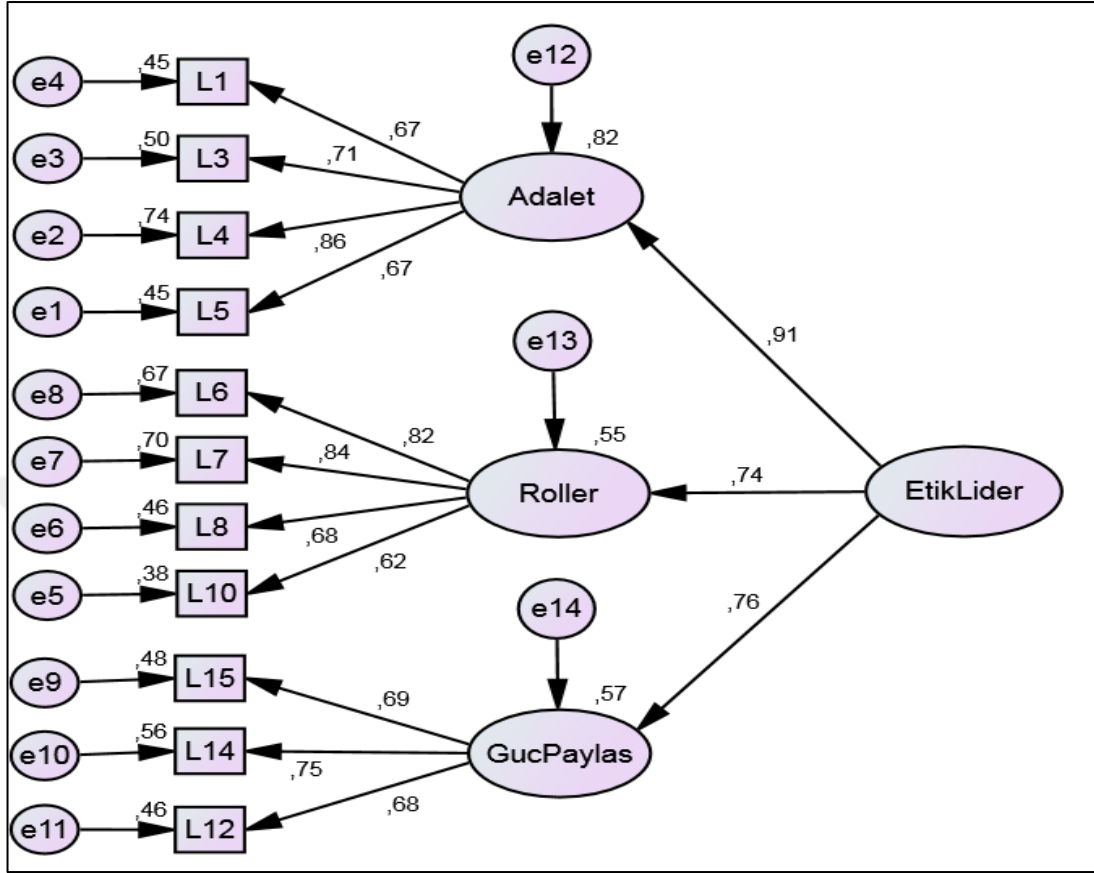 e12
e4 ,45 L1
,67
,82
e3 ,50 L3
,71
Adalet
e2 ,74 L4
,86
,67
e1 ,45 L5
e13
,91
e8 ,67 L6
,82
,55
e7 ,70 L7
,84
Roller
,74
EtikLider
e6 ,46 L8
,68
,62
e5 ,38 L10
e14
,76
e9 ,48 L15
,69
,57
e10 ,56 L14
,75
GucPaylas
,68
e11 ,46 L12